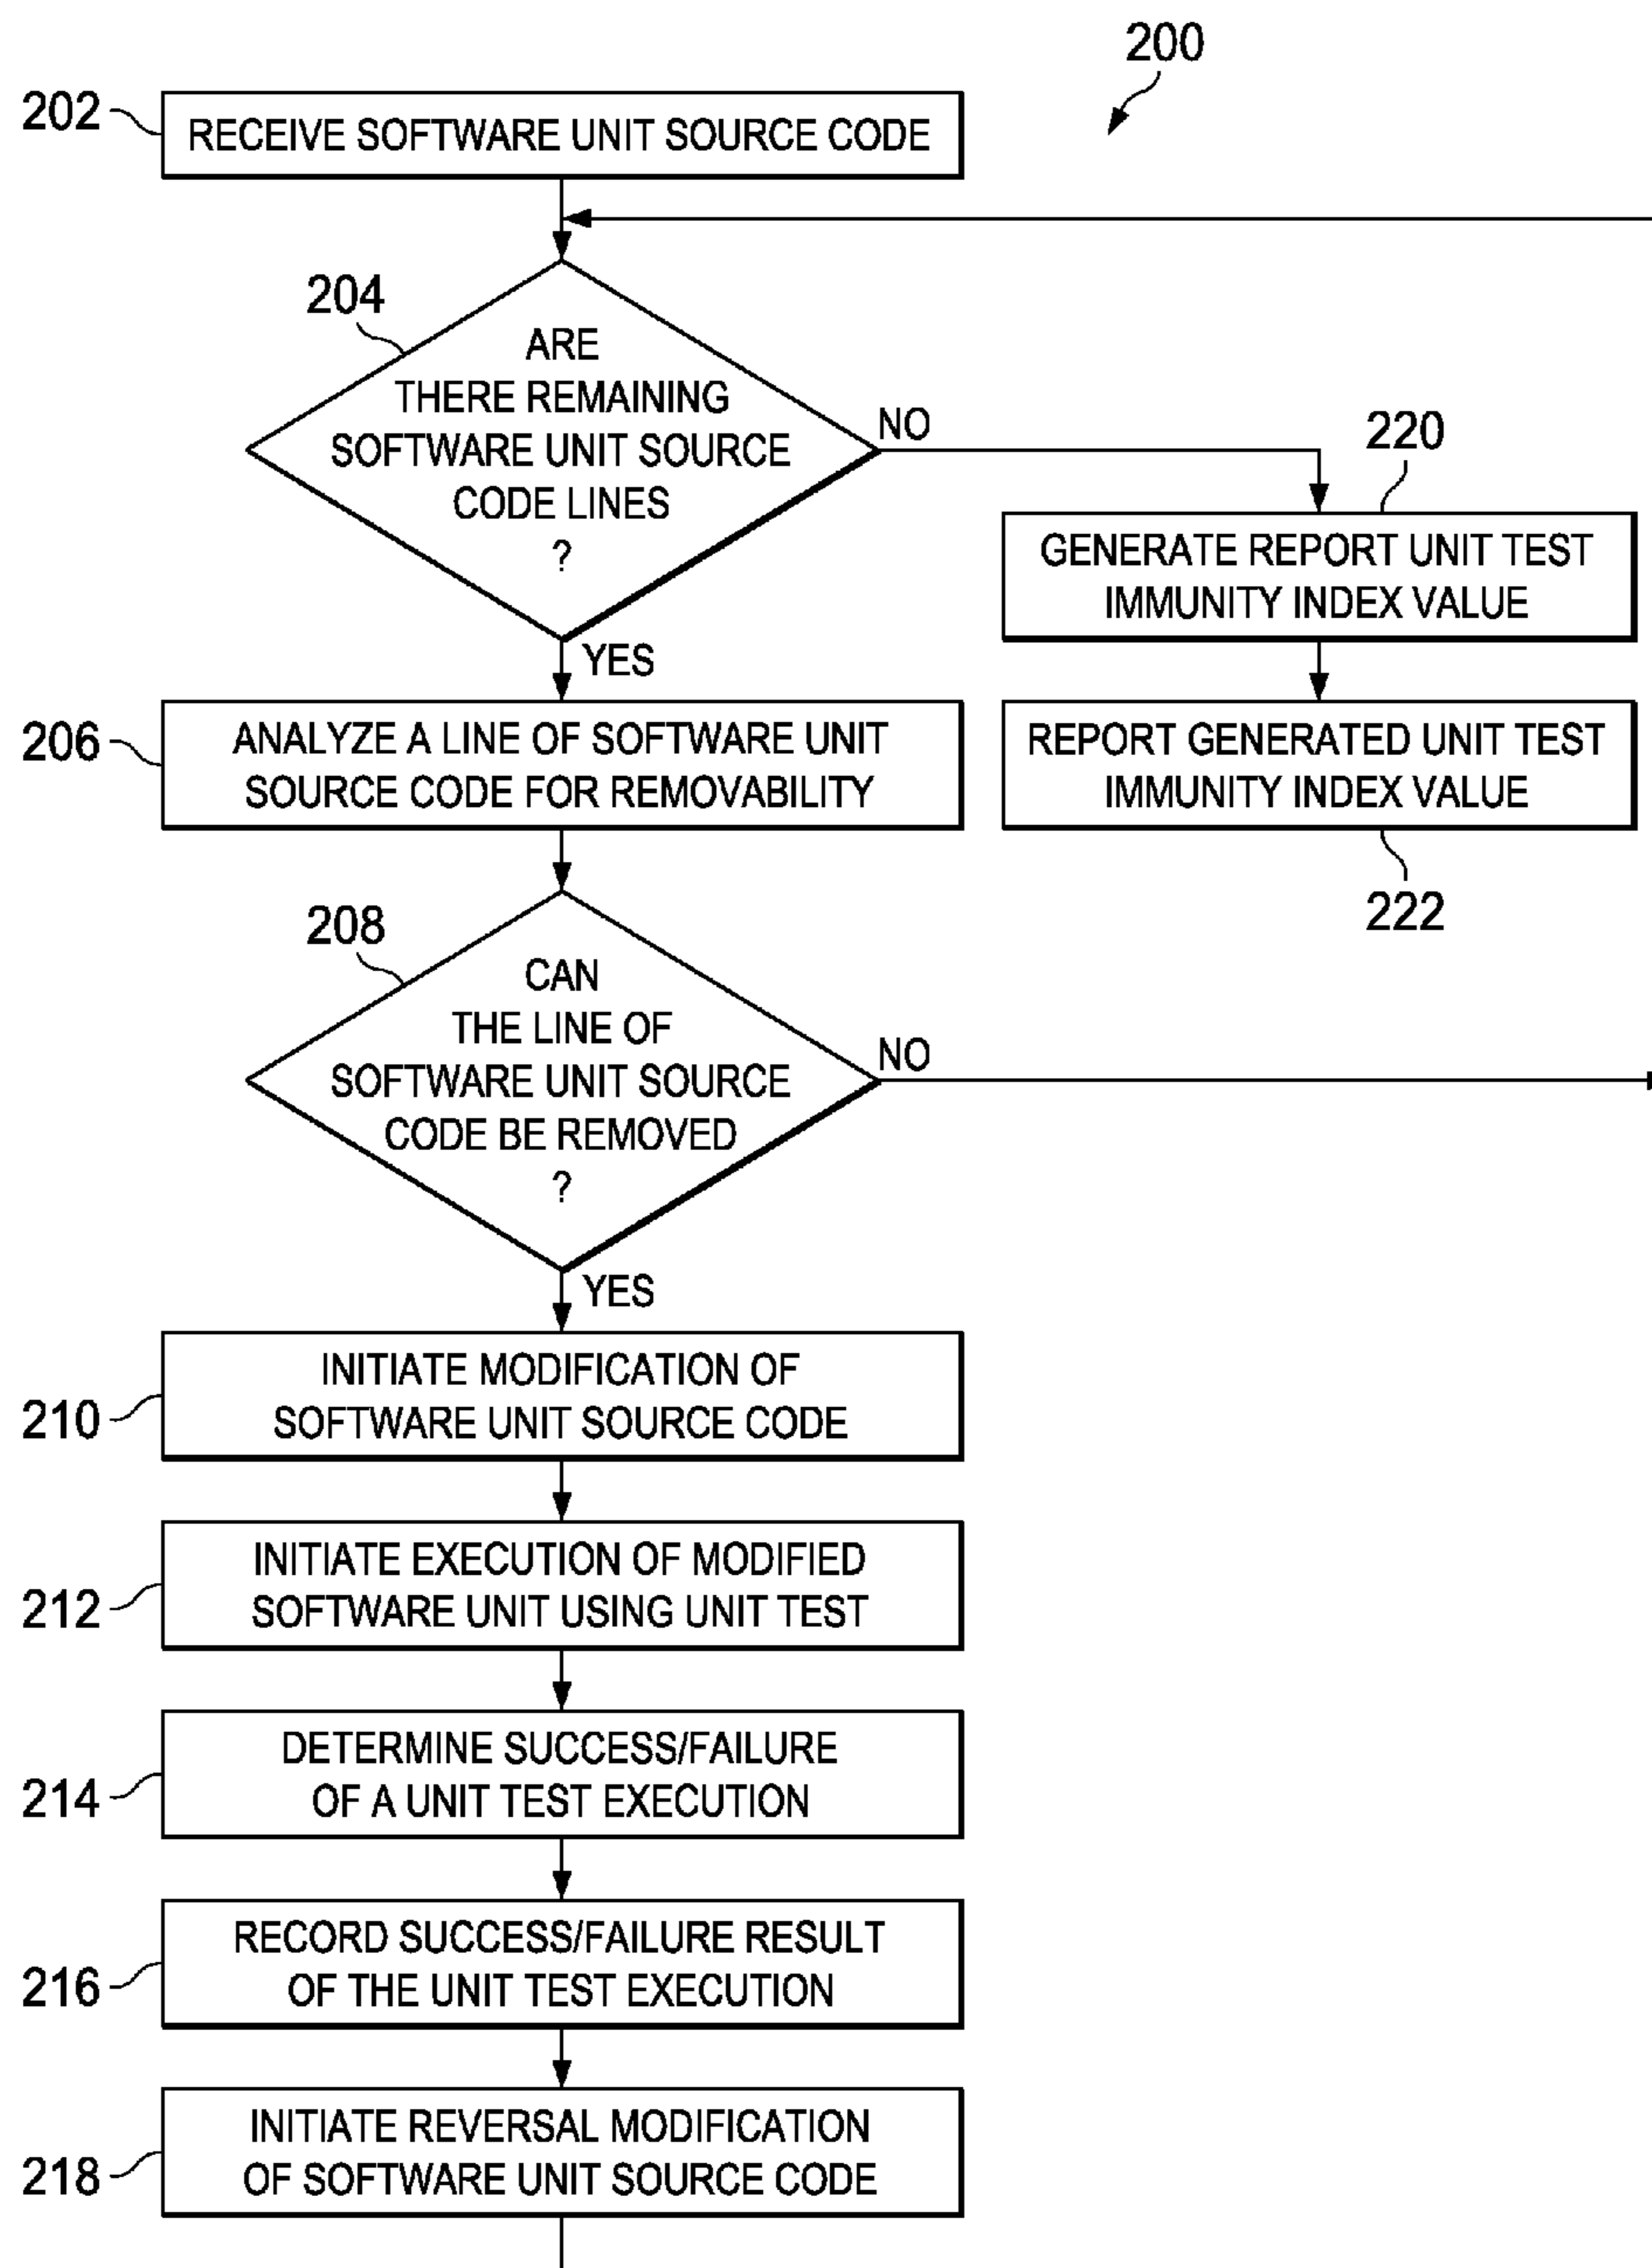 200
202
RECEIVE SOFTWARE UNIT SOURCE CODE
204
ARE
THERE REMAINING
SOFTWARE UNIT SOURCE
CODE LINES
?
NO
YES
220
GENERATE REPORT UNIT TEST
IMMUNITY INDEX VALUE
206
ANALYZE A LINE OF SOFTWARE UNIT
SOURCE CODE FOR REMOVABILITY
REPORT GENERATED UNIT TEST
IMMUNITY INDEX VALUE
222
208
CAN
THE LINE OF
SOFTWARE UNIT SOURCE
CODE BE REMOVED
?
NO
YES
210
INITIATE MODIFICATION OF
SOFTWARE UNIT SOURCE CODE
212
INITIATE EXECUTION OF MODIFIED
SOFTWARE UNIT USING UNIT TEST
214
DETERMINE SUCCESS/FAILURE
OF A UNIT TEST EXECUTION
216
RECORD SUCCESS/FAILURE RESULT
OF THE UNIT TEST EXECUTION
218
INITIATE REVERSAL MODIFICATION
OF SOFTWARE UNIT SOURCE CODE